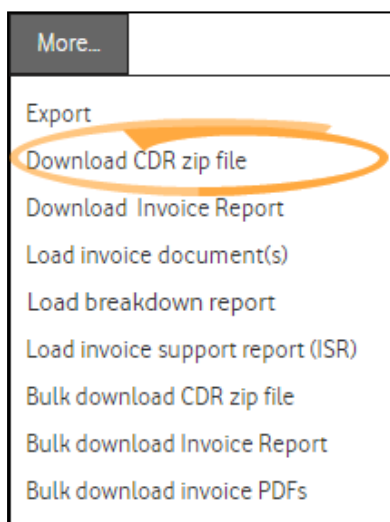 More...
Export
Download CDR zip file
Download Invoice Report
Load invoice document(s)
Load breakdown report
Load invoice support report (ISR)
Bulk download CDR zip file
Bulk download Invoice Report
Bulk download invoice PDFs